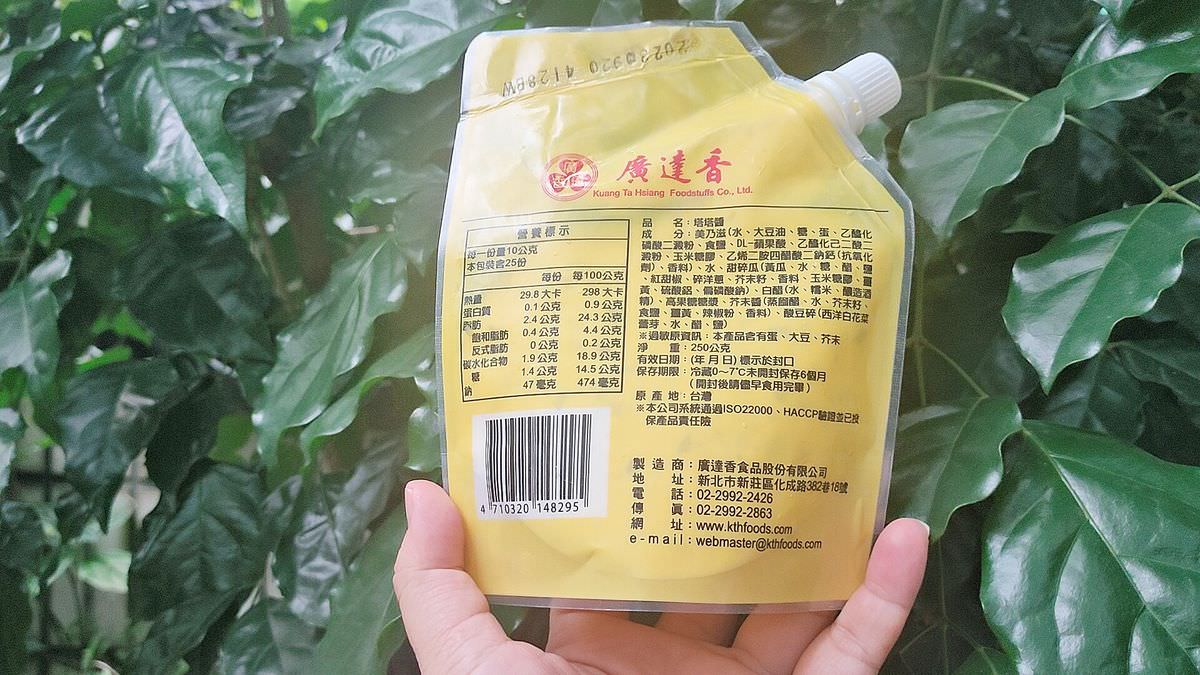 20230920 4128BW
廣達香
Kuang Ta Hsiang Foodstuffs Co., Ltd.
營養標示
每一份量10公克
本包裝含25份
每份 每100公克
熱量 29.8大卡 298大卡
蛋白質 0.1公克 0.9公克
脂肪 2.4公克 24.3公克
飽和脂肪 0.4公克 4.4公克
反式脂肪 0公克 0.2公克
碳水化合物 1.9公克 18.9公克
糖 1.4公克 14.5公克
鈉 47毫克 474毫克
4 710320 148295
品名：塔塔醬
成分：美乃滋(水、大豆油、糖、蛋、乙醯化
磷酸二澱粉、食鹽、DL-蘋果酸、乙醯化己二酸二
澱粉、玉米糖膠、乙烯二胺四醋酸二鈉鈣(抗氧化
劑)、香料)、水、甜碎瓜(黃瓜、水、糖、醋、鹽
、紅甜椒、碎洋蔥、芥末籽、香料、玉米糖膠、薑
黃、硫酸鋁、偏磷酸鈉)、白醋(水、糯米、釀造酒
精)、高果糖糖漿、芥末醬(蒸餾醋、水、芥末籽、
食鹽、薑黃、辣椒粉、香料)、酸豆碎(西洋白花菜
蕾芽、水、醋、鹽)
※過敏原資訊：本產品含有蛋、大豆、芥末
淨重：250公克
有效日期：(年月日)標示於封口
保存期限：冷藏0～7℃未開封保存6個月
(開封後請儘早食用完畢)
原產地：台灣
※本公司系統通過ISO22000、HACCP驗證並已投
保產品責任險
製造商：廣達香食品股份有限公司
地址：新北市新莊區化成路382巷18號
電話：02-2992-2426
傳真：02-2992-2863
網址：www.kthfoods.com
e-mail：webmaster@kthfoods.com